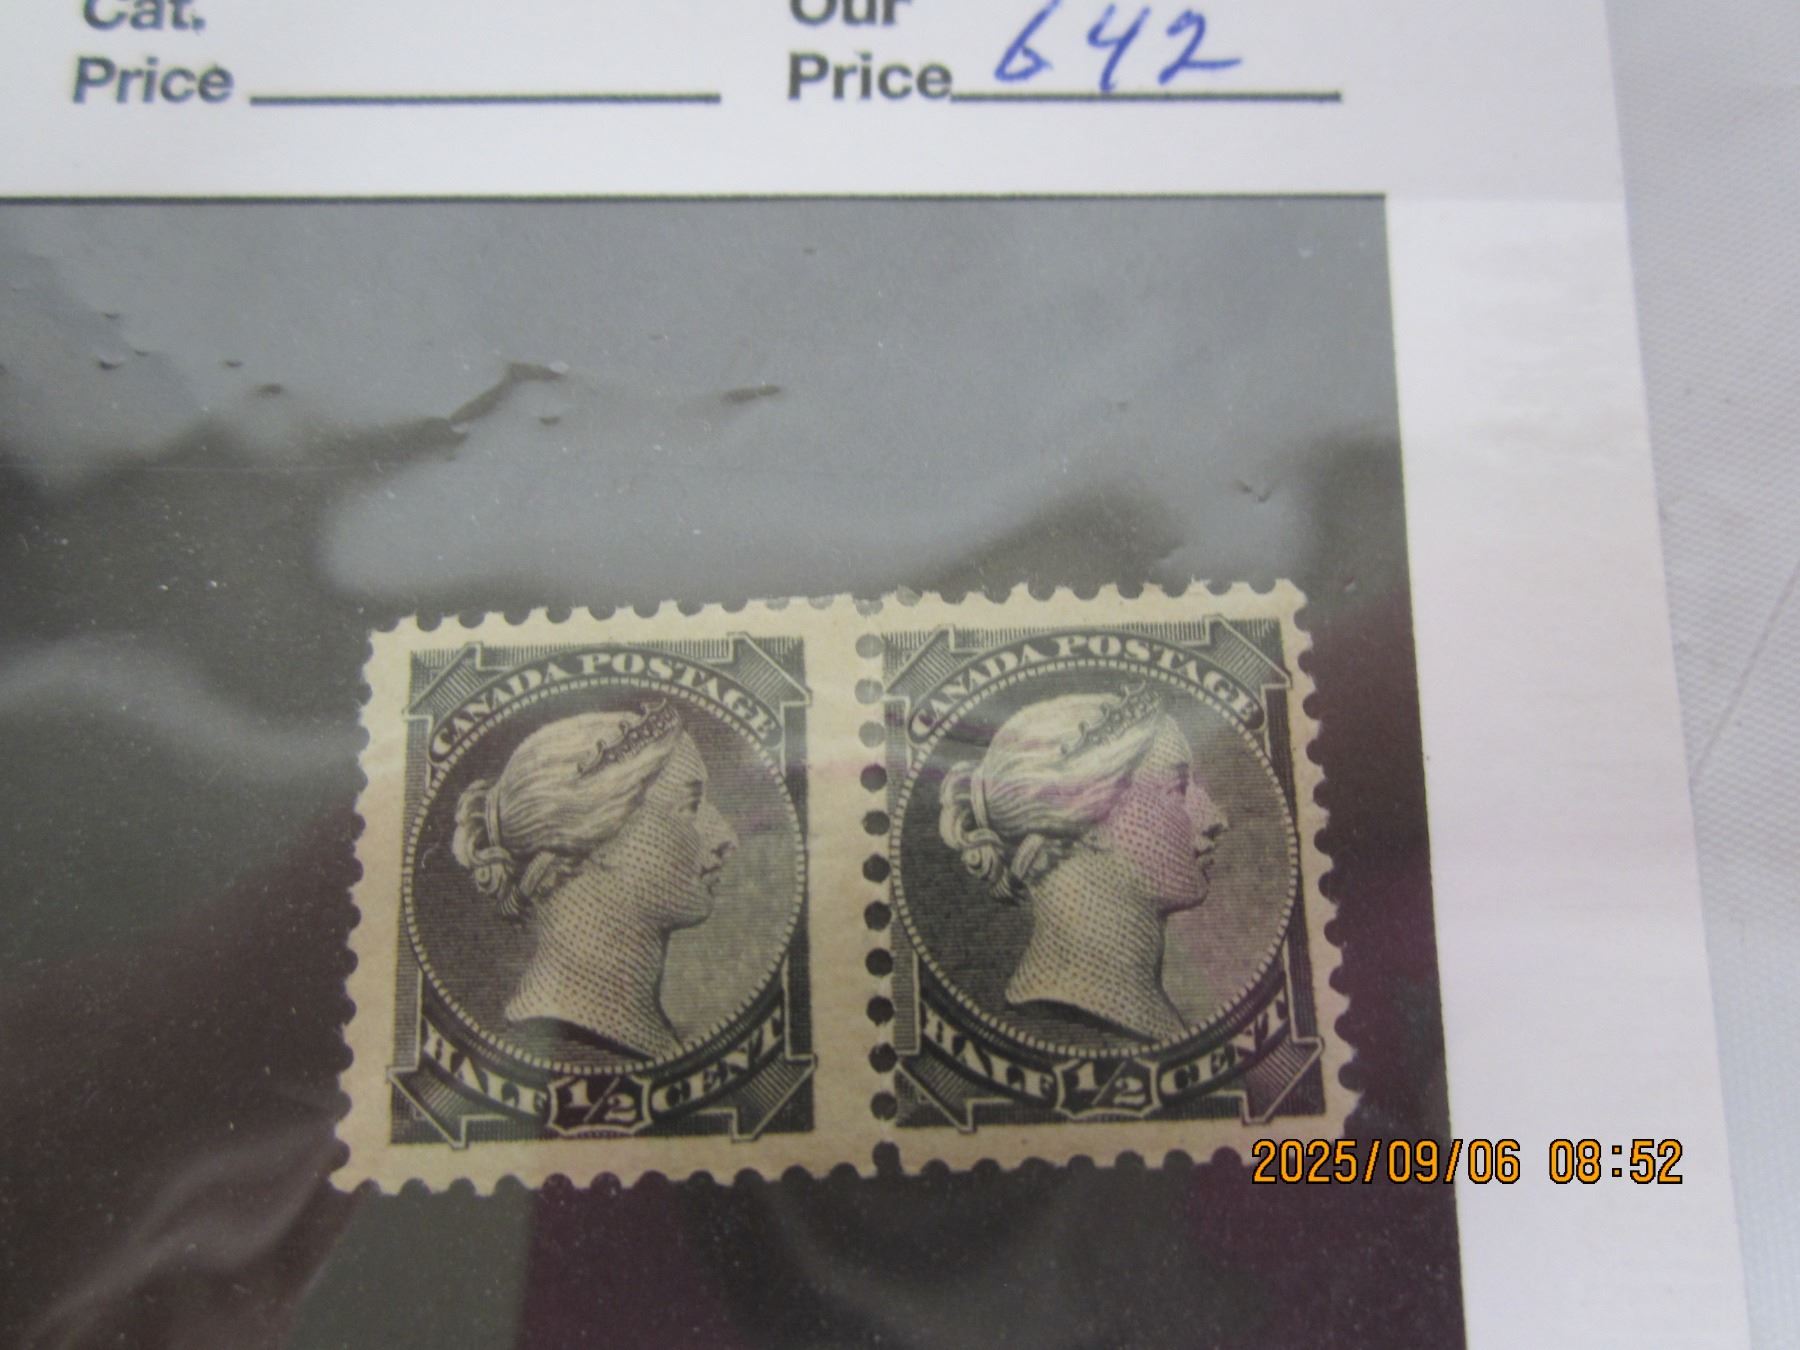 Cat. Our
Price Price 642
CANADA POSTAGE CANADA POSTAGE
HALF 1/2 CENT HALF 1/2 CENT
2025/09/06 08:52